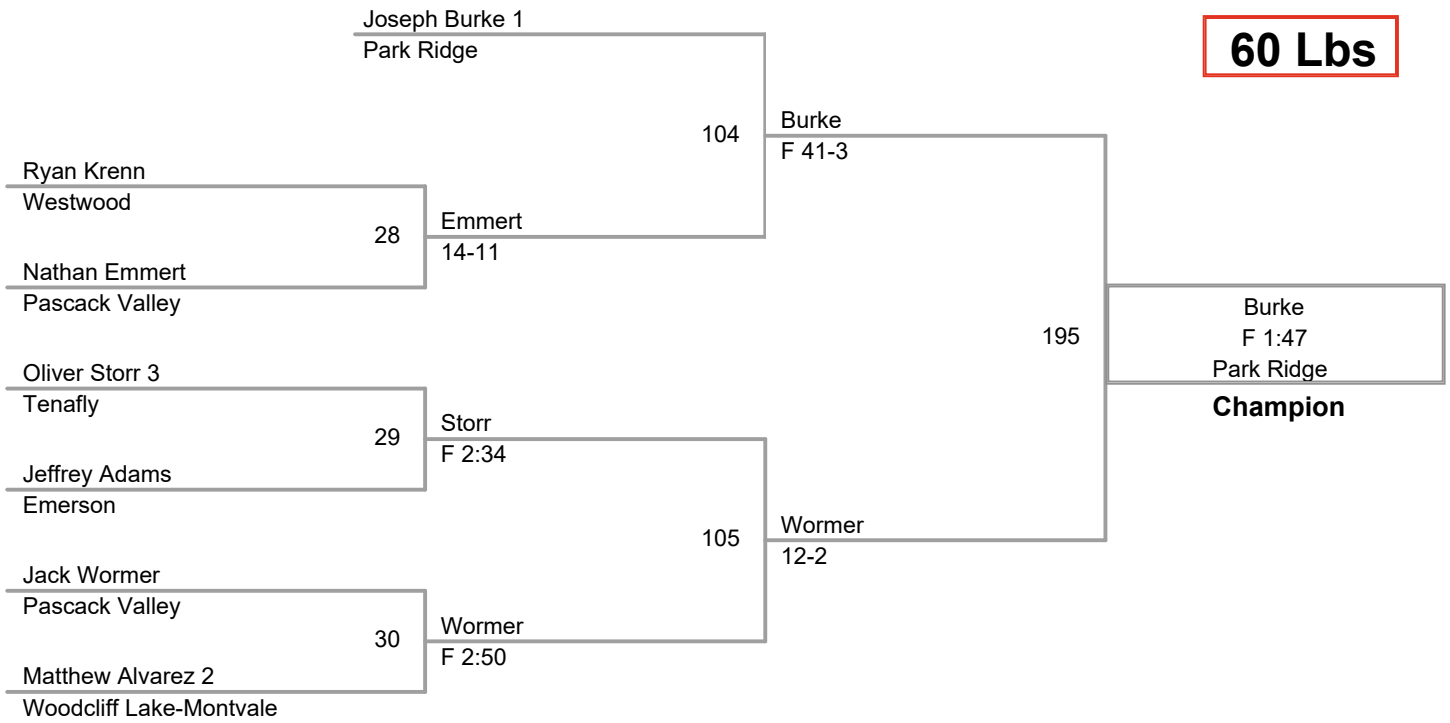 Joseph Burke 1
Park Ridge
60 Lbs
104
Burke
F 41-3
Ryan Krenn
Westwood
28
Emmert
14-11
Nathan Emmert
Pascack Valley
195
Burke
F 1:47
Park Ridge
Champion
Oliver Storr 3
Tenafly
29
Storr
F 2:34
Jeffrey Adams
Emerson
105
Wormer
12-2
Jack Wormer
Pascack Valley
30
Wormer
F 2:50
Matthew Alvarez 2
Woodcliff Lake-Montvale